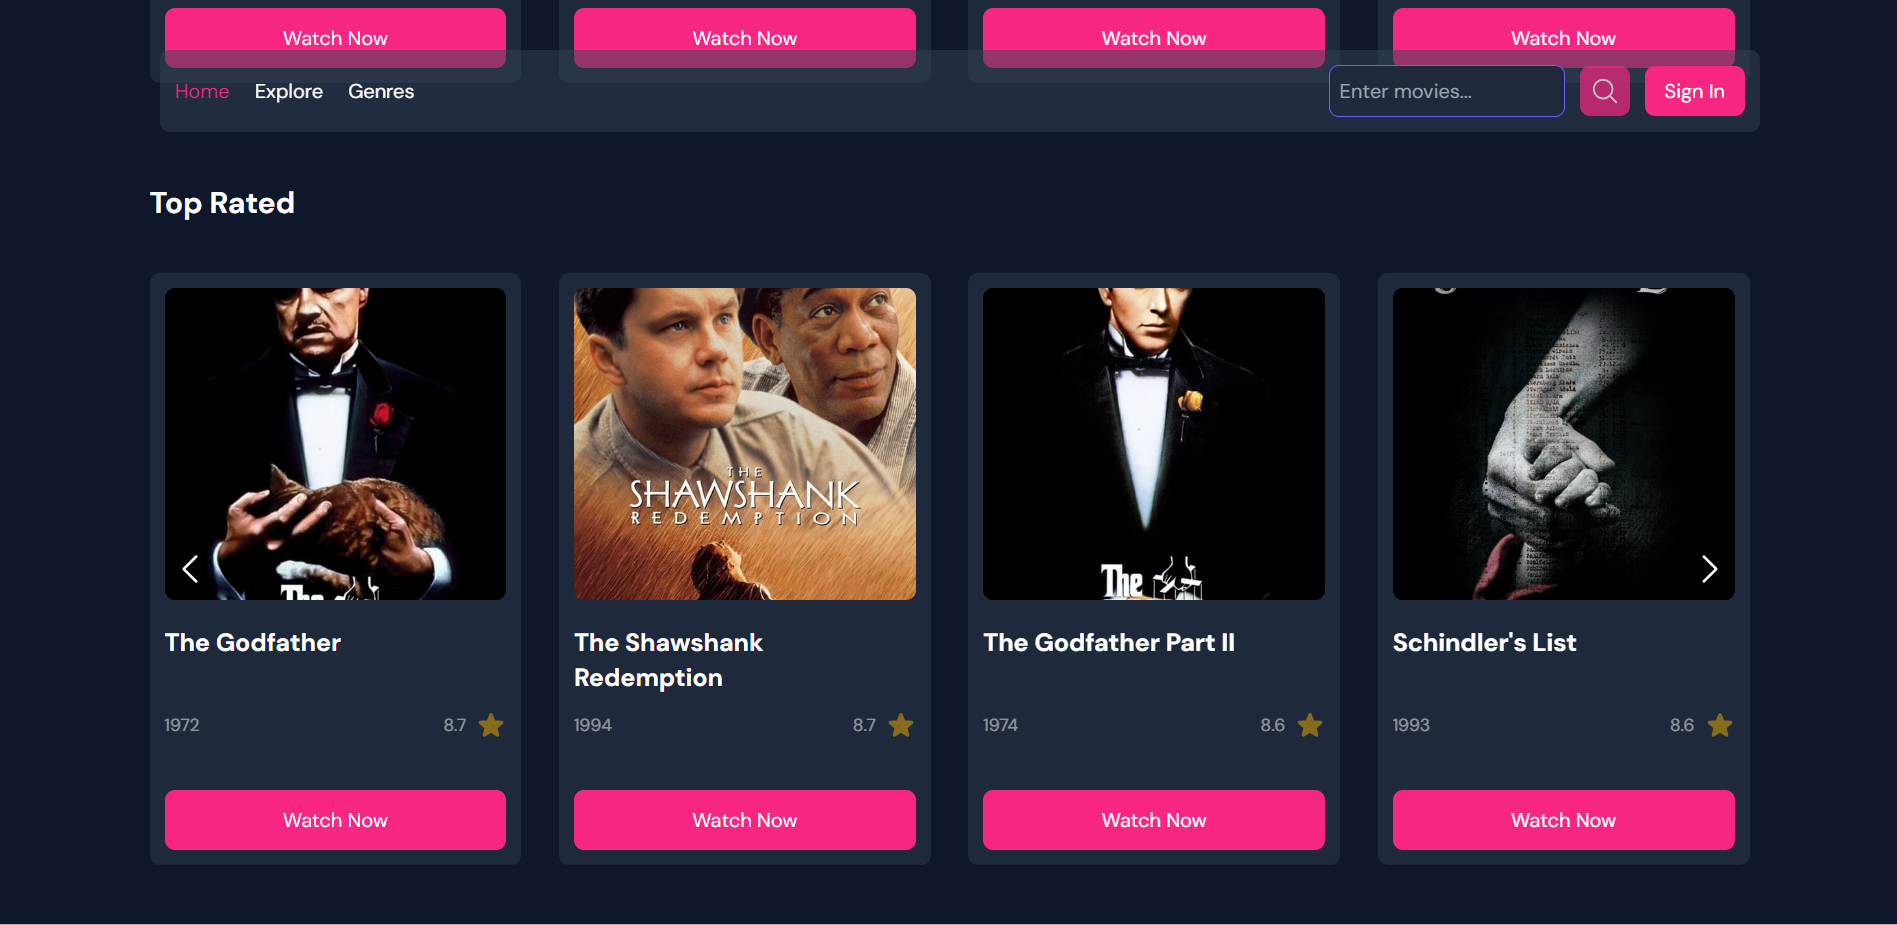 Watch Now Watch Now Watch Now Watch Now
Home Explore Genres Enter movies... Sign In
Top Rated
THE
SHAWSHANK
REDEMPTION
The
The
The Godfather The Shawshank Redemption The Godfather Part II Schindler's List
1972 8.7 1994 8.7 1974 8.6 1993 8.6
Watch Now Watch Now Watch Now Watch Now